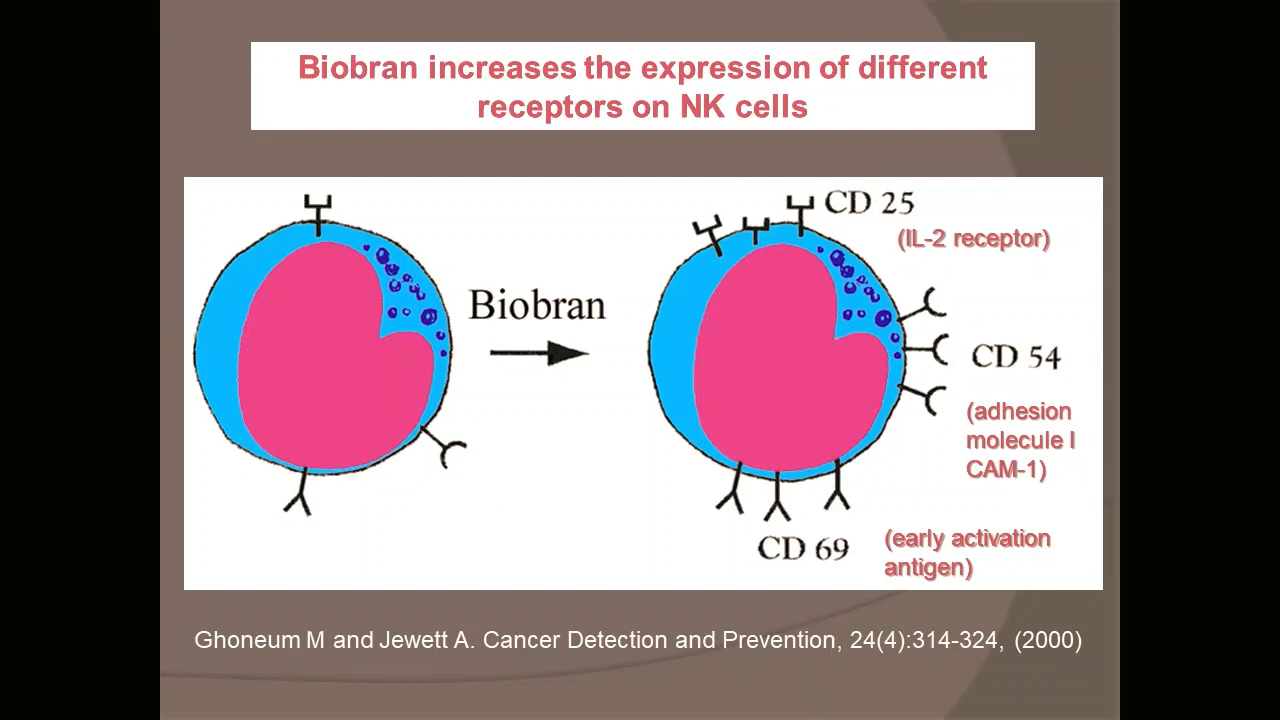 Biobran increases the expression of different
receptors on NK cells
CD 25
(IL-2 receptor)
Biobran
CD 54
(adhesion
molecule I
CAM-1)
CD 69
(early activation
antigen)
Ghoneum M and Jewett A. Cancer Detection and Prevention, 24(4):314-324, (2000)